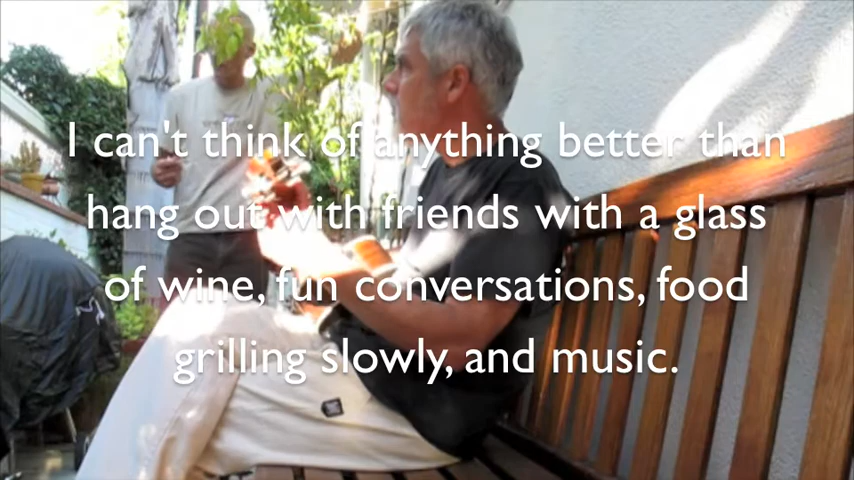 I can't think of anything better than
hang out with friends with a glass
of wine, fun conversations, food
grilling slowly, and music.